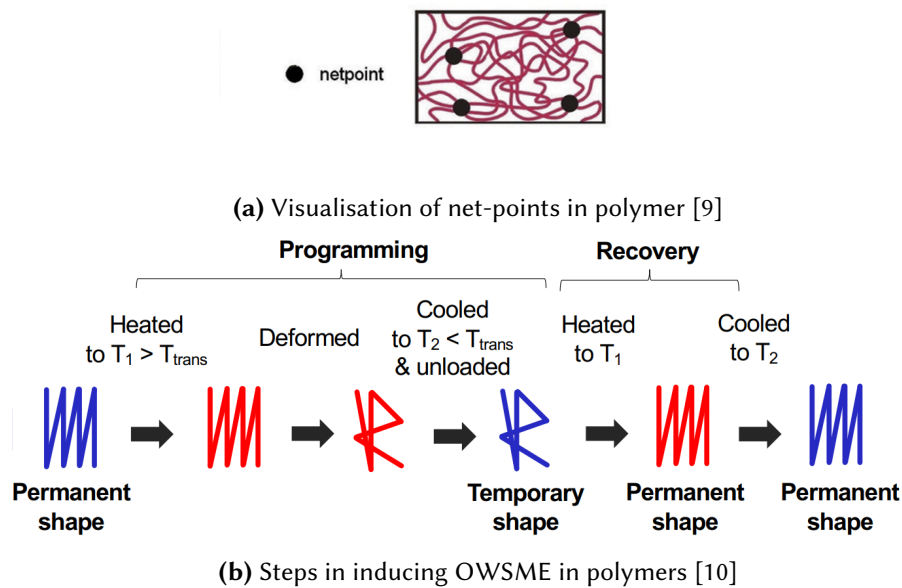 netpoint
(a) Visualisation of net-points in polymer [9]
Programming
Recovery
Heated
to T₁ > Ttrans
Deformed
Cooled
to T₂ < Ttrans
& unloaded
Heated
to T₁
Cooled
to T₂
Permanent
shape
Temporary
shape
Permanent
shape
Permanent
shape
(b) Steps in inducing OWSME in polymers [10]